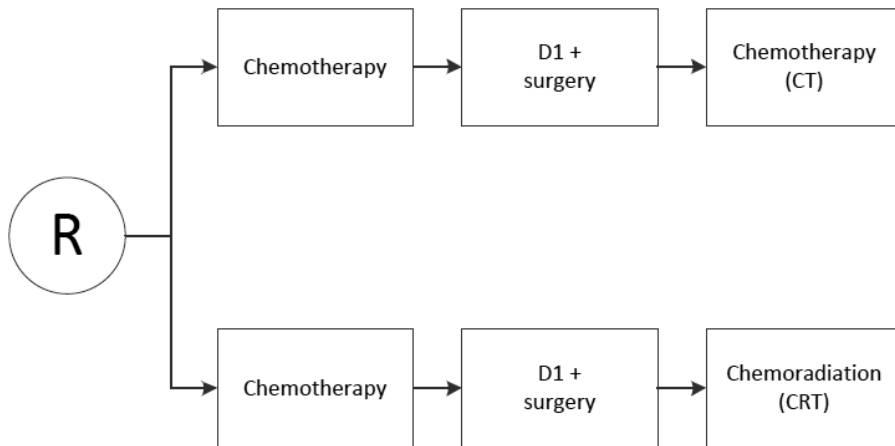 R
Chemotherapy
D1 +
surgery
Chemotherapy
(CT)
Chemotherapy
D1 +
surgery
Chemoradiation
(CRT)